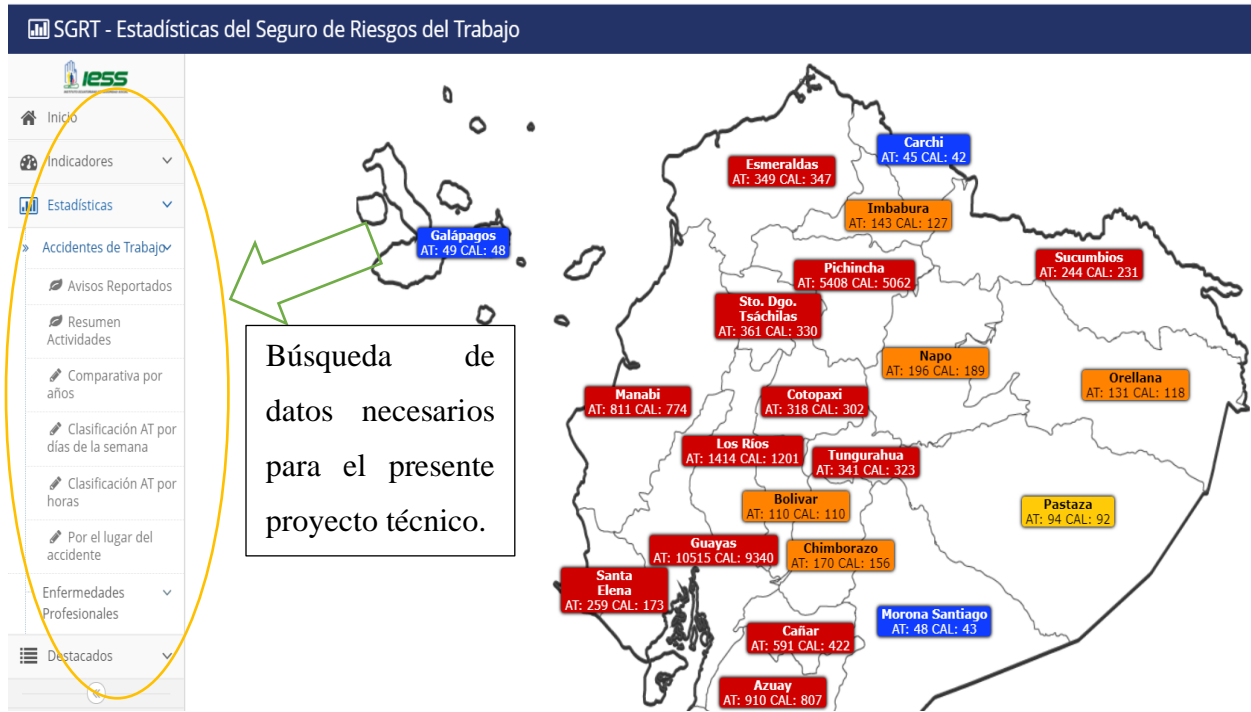 SGRT - Estadísticas del Seguro de Riesgos del Trabajo
IESS
Inicio
Indicadores
Estadísticas
» Accidentes de Trabajo
Avisos Reportados
Resumen
Actividades
Comparativa por
años
Clasificación AT por
días de la semana
Clasificación AT por
horas
Por el lugar del
accidente
Enfermedades
Profesionales
Destacados
«
Búsqueda de
datos necesarios
para el presente
proyecto técnico.
Carchi
AT: 45 CAL: 42
Esmeraldas
AT: 349 CAL: 347
Imbabura
AT: 143 CAL: 127
Galápagos
AT: 49 CAL: 48
Sucumbios
AT: 244 CAL: 231
Pichincha
AT: 5408 CAL: 5062
Sto. Dgo.
Tsáchilas
AT: 361 CAL: 330
Napo
AT: 196 CAL: 189
Orellana
AT: 131 CAL: 118
Manabi
AT: 811 CAL: 774
Cotopaxi
AT: 318 CAL: 302
Los Ríos
AT: 1414 CAL: 1201
Tungurahua
AT: 341 CAL: 323
Bolivar
AT: 110 CAL: 110
Pastaza
AT: 94 CAL: 92
Guayas
AT: 10515 CAL: 9340
Chimborazo
AT: 170 CAL: 156
Santa
Elena
AT: 259 CAL: 173
Morona Santiago
AT: 48 CAL: 43
Cañar
AT: 591 CAL: 422
Azuay
AT: 910 CAL: 807